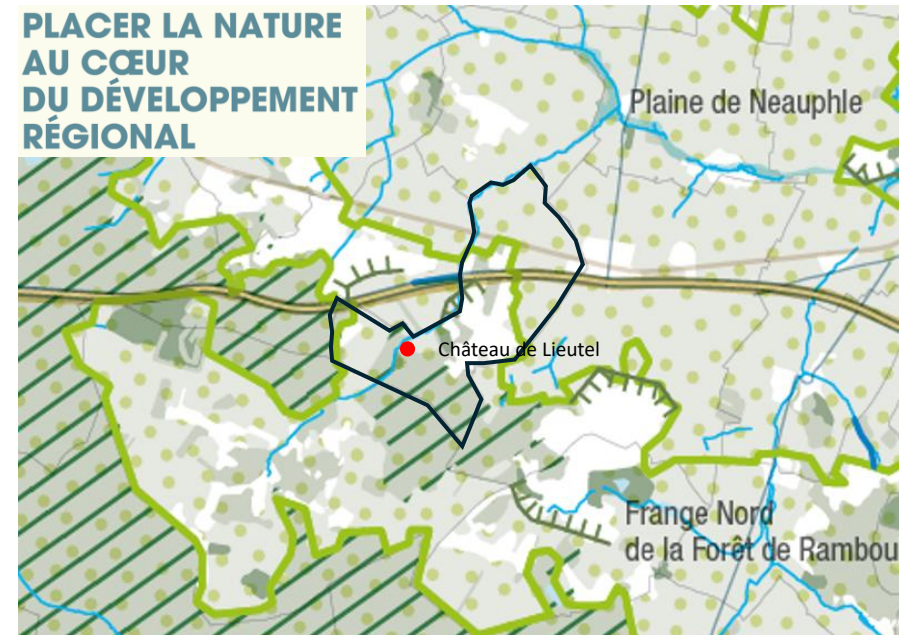 PLACER LA NATURE
AU CŒUR
DU DÉVELOPPEMENT
RÉGIONAL
Plaine de Neauphle
Château de Lieutel
Frange Nord
de la Forêt de Rambou